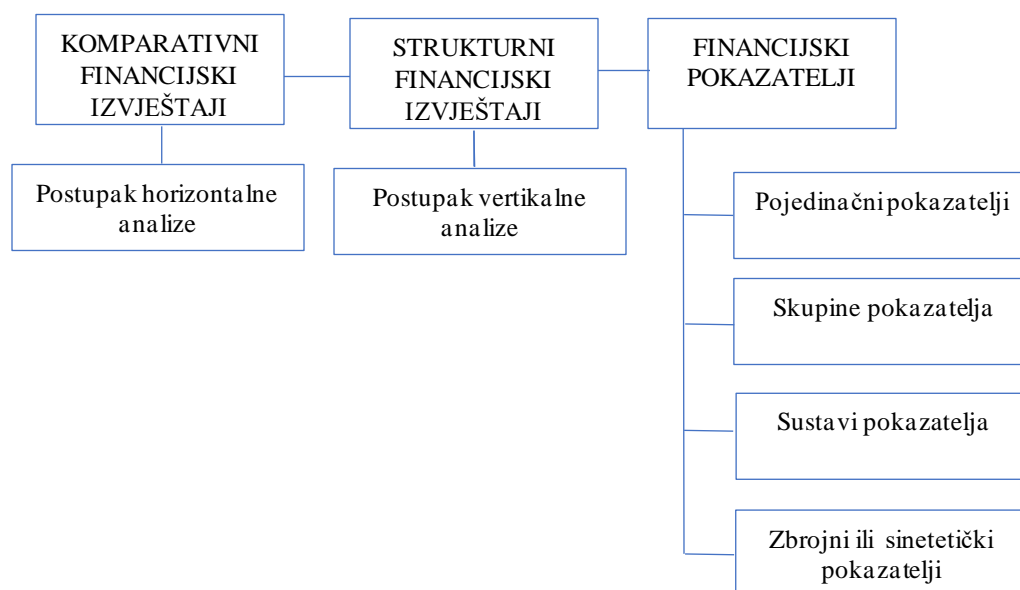 KOMPARATIVNI
FINANCIJSKI
IZVJEŠTAJI
STRUKTURNI
FINANCIJSKI
IZVJEŠTAJI
FINANCIJSKI
POKAZATELJI
Postupak horizontalne
analize
Postupak vertikalne
analize
Pojedinačni pokazatelji
Skupine pokazatelja
Sustavi pokazatelja
Zbrojni ili sinetetički
pokazatelji